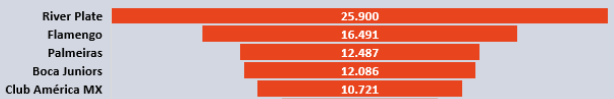 River Plate 25.900
Flamengo 16.491
Palmeiras 12.487
Boca Juniors 12.086
Club América MX 10.721